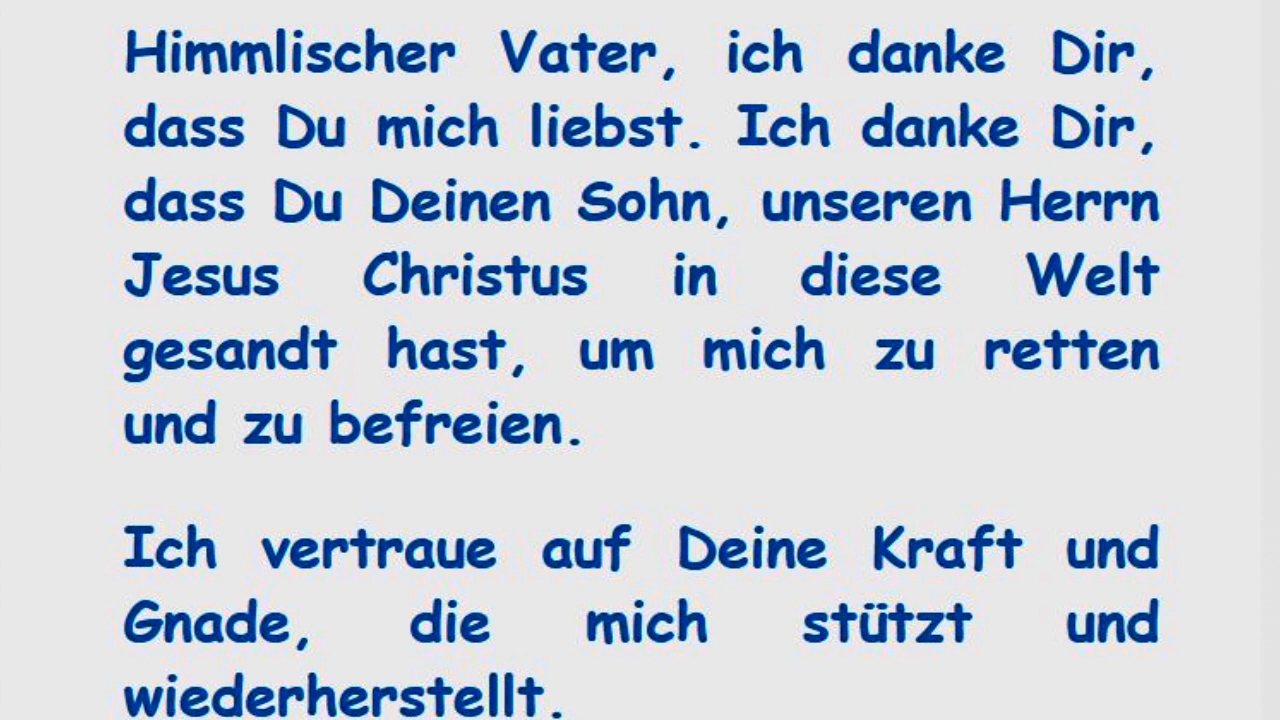 Himmlischer Vater, ich danke Dir,
dass Du mich liebst. Ich danke Dir,
dass Du Deinen Sohn, unseren Herrn
Jesus Christus in diese Welt
gesandt hast, um mich zu retten
und zu befreien.
Ich vertraue auf Deine Kraft und
Gnade, die mich stützt und
wiederherstellt.